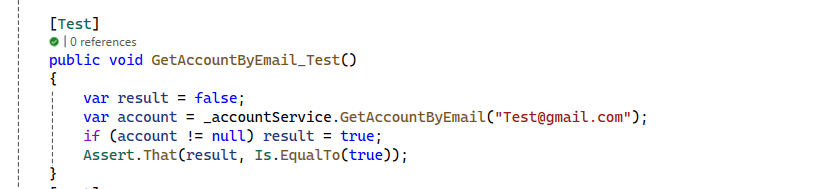 [Test]
| 0 references
public void GetAccountByEmail_Test()
{
var result = false;
var account = _accountService.GetAccountByEmail("Test@gmail.com");
if (account != null) result = true;
Assert.That(result, Is.EqualTo(true));
}